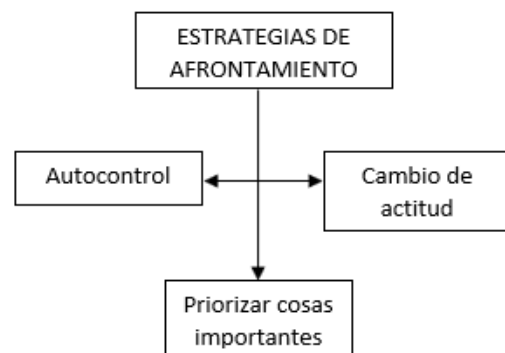 ESTRATEGIAS DE
AFRONTAMIENTO
Autocontrol
Cambio de
actitud
Priorizar cosas
importantes